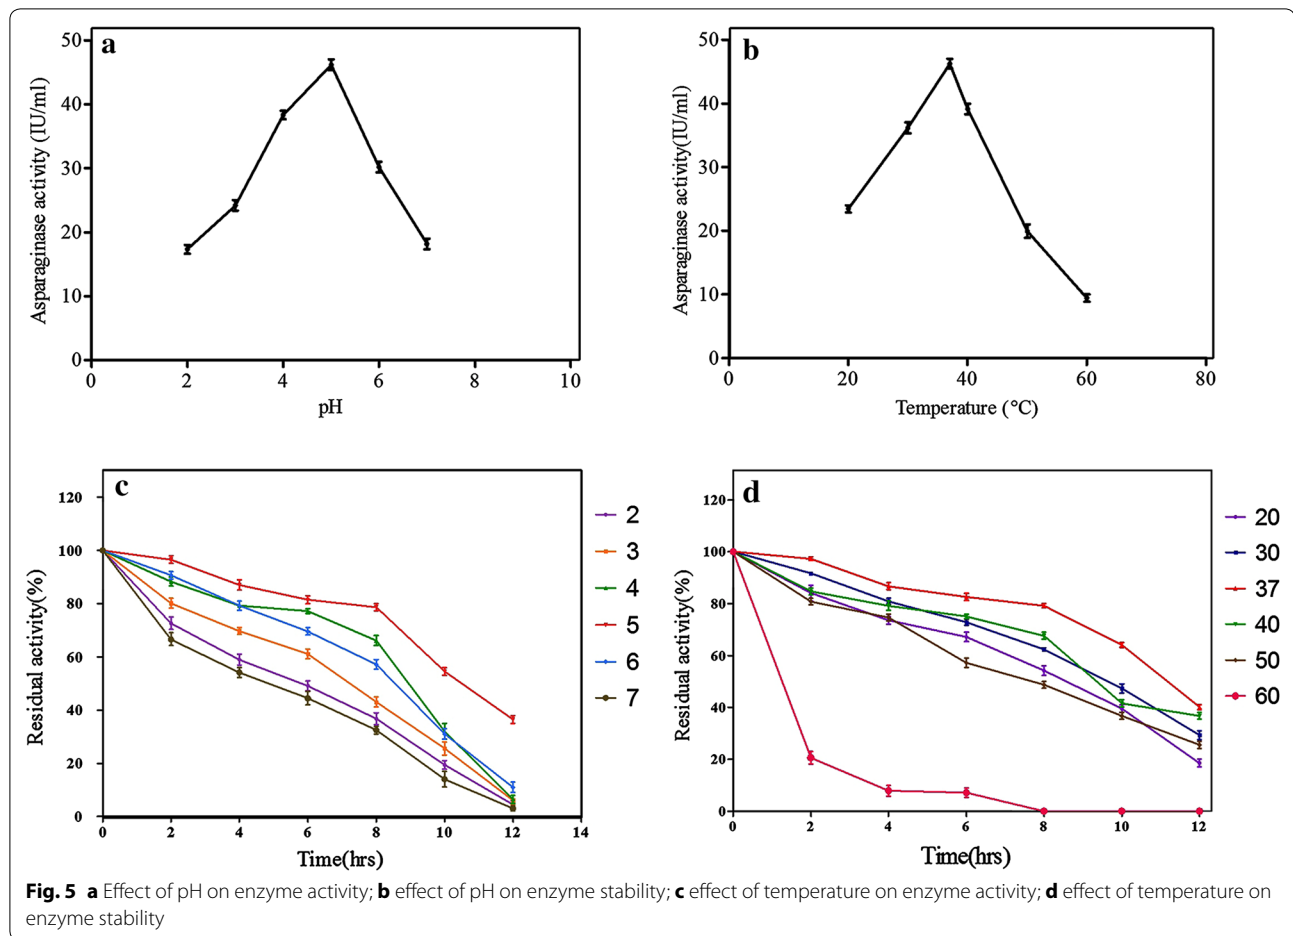 a
50
40
30
20
10
0
Asparaginase activity (IU/ml)
0 2 4 6 8 10
pH
b
50
40
30
20
10
0
Asparaginase activity(IU/ml)
0 20 40 60 80
Temperature (°C)
c
120
100
80
60
40
20
0
Residual activity(%)
0 2 4 6 8 10 12 14
Time(hrs)
2
3
4
5
6
7
d
120
100
80
60
40
20
0
Residual activity(%)
0 2 4 6 8 10 12
Time(hrs)
20
30
37
40
50
60
Fig. 5 a Effect of pH on enzyme activity; b effect of pH on enzyme stability; c effect of temperature on enzyme activity; d effect of temperature on
enzyme stability